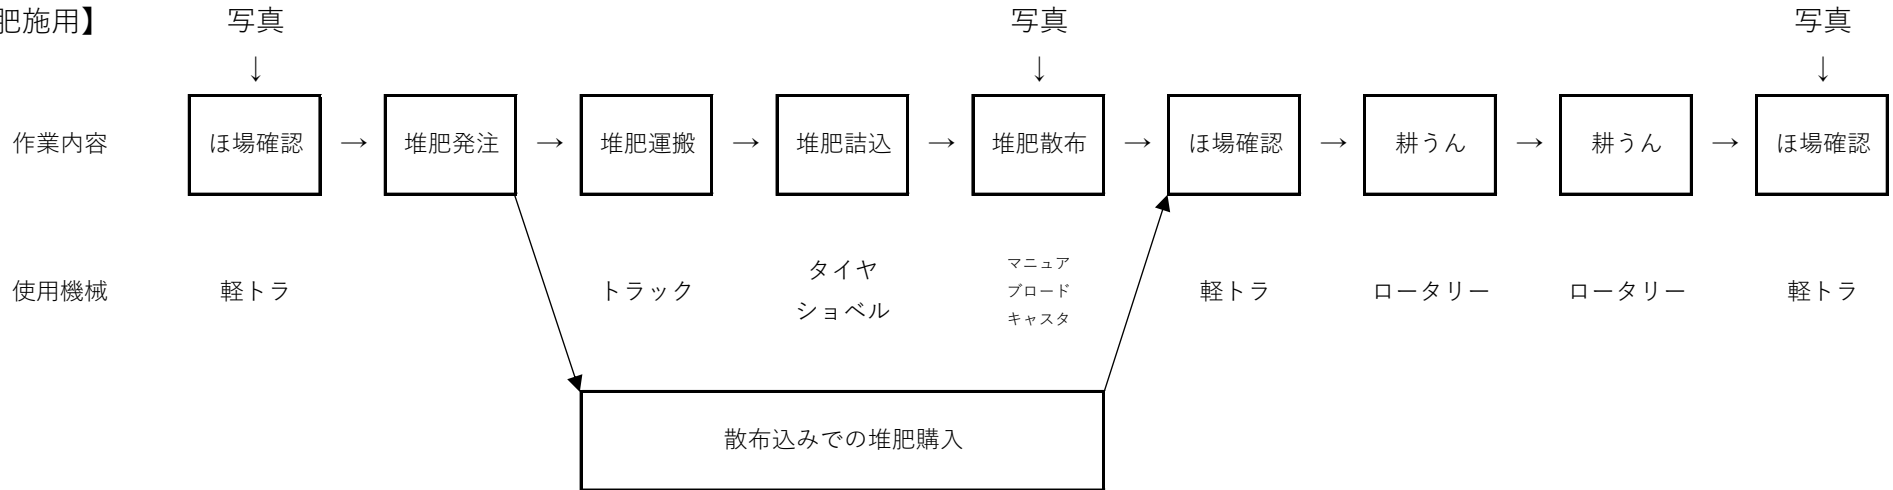 肥施用】 写真 写真 写真
↓ ↓ ↓
作業内容 ほ場確認 → 堆肥発注 → 堆肥運搬 → 堆肥詰込 → 堆肥散布 → ほ場確認 → 耕うん → 耕うん → ほ場確認
使用機械 軽トラ トラック タイヤ ショベル マニュア ブロード キャスタ 軽トラ ロータリー ロータリー 軽トラ
散布込みでの堆肥購入